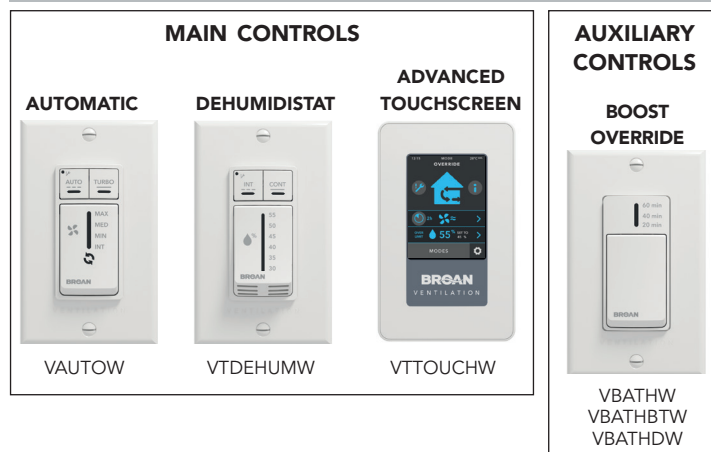 MAIN CONTROLS
AUTOMATIC
AUTO TURBO
MAX
MED
MIN
INT
BROAN
VAUTOW
DEHUMIDISTAT
INT CONT
%
55
50
45
40
35
30
BROAN
VTDEHUMW
ADVANCED
TOUCHSCREEN
MODE
OVERRIDE
55%
MODES
BROAN
VENTILATION
VTTOUCHW
AUXILIARY
CONTROLS
BOOST
OVERRIDE
60 min
40 min
20 min
BROAN
VBATHW
VBATHBTW
VBATHDW